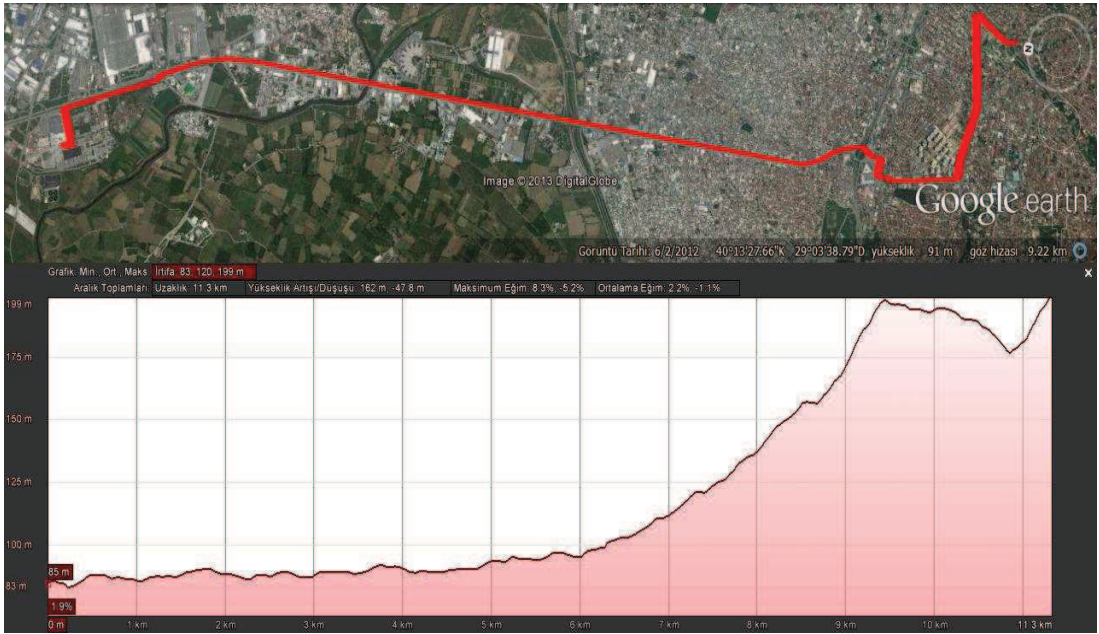 N
Image © 2013 DigitalGlobe
Google earth
Görüntü Tarihi: 6/2/2012 40°13'27.66"K 29°03'38.79"D yükseklik 91 m göz hizası 9.22 km
Grafik: Min., Ort., Maks. İrtifa: 83, 120, 199 m
x
Aralık Toplamları: Uzaklık: 11.3 km Yükseklik Artışı/Düşüşü: 162 m, -47.8 m Maksimum Eğim: 8.3%, -5.2% Ortalama Eğim: 2.2%, -1.1%
199 m
175 m
150 m
125 m
100 m
85 m
83 m
1.9%
0 m 1 km 2 km 3 km 4 km 5 km 6 km 7 km 8 km 9 km 10 km 11.3 km